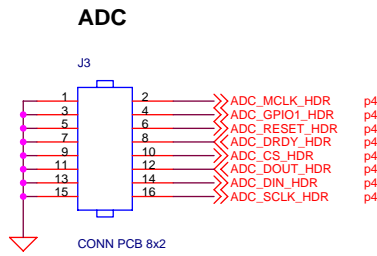 ADC
J3
1 2 ADC_MCLK_HDR p4
3 4 ADC_GPIO1_HDR p4
5 6 ADC_RESET_HDR p4
7 8 ADC_DRDY_HDR p4
9 10 ADC_CS_HDR p4
11 12 ADC_DOUT_HDR p4
13 14 ADC_DIN_HDR p4
15 16 ADC_SCLK_HDR p4
CONN PCB 8x2